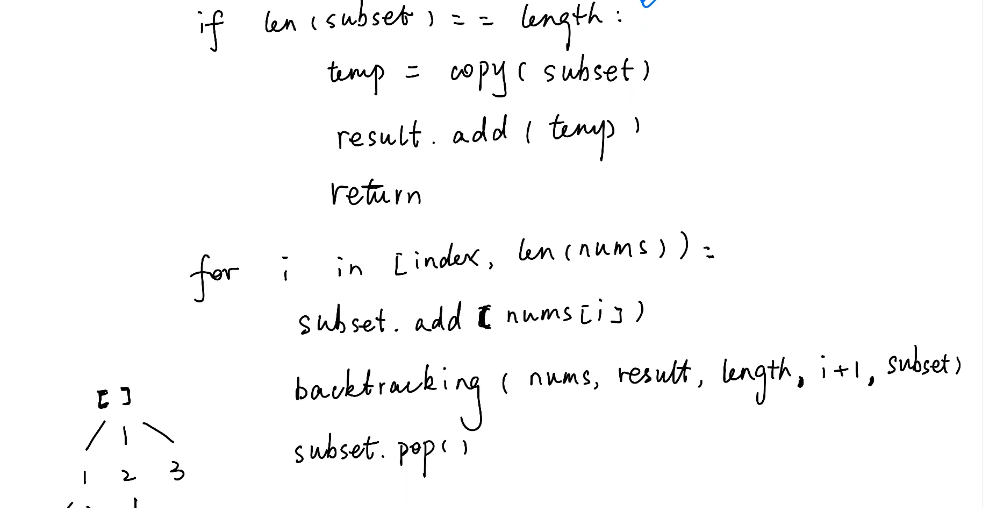 if len(subset) == length:
temp = copy(subset)
result.add(temp)
return
for i in [index, len(nums)):
subset.add(nums[i])
backtracking(nums, result, length, i+1, subset)
subset.pop()
[]
1 2 3